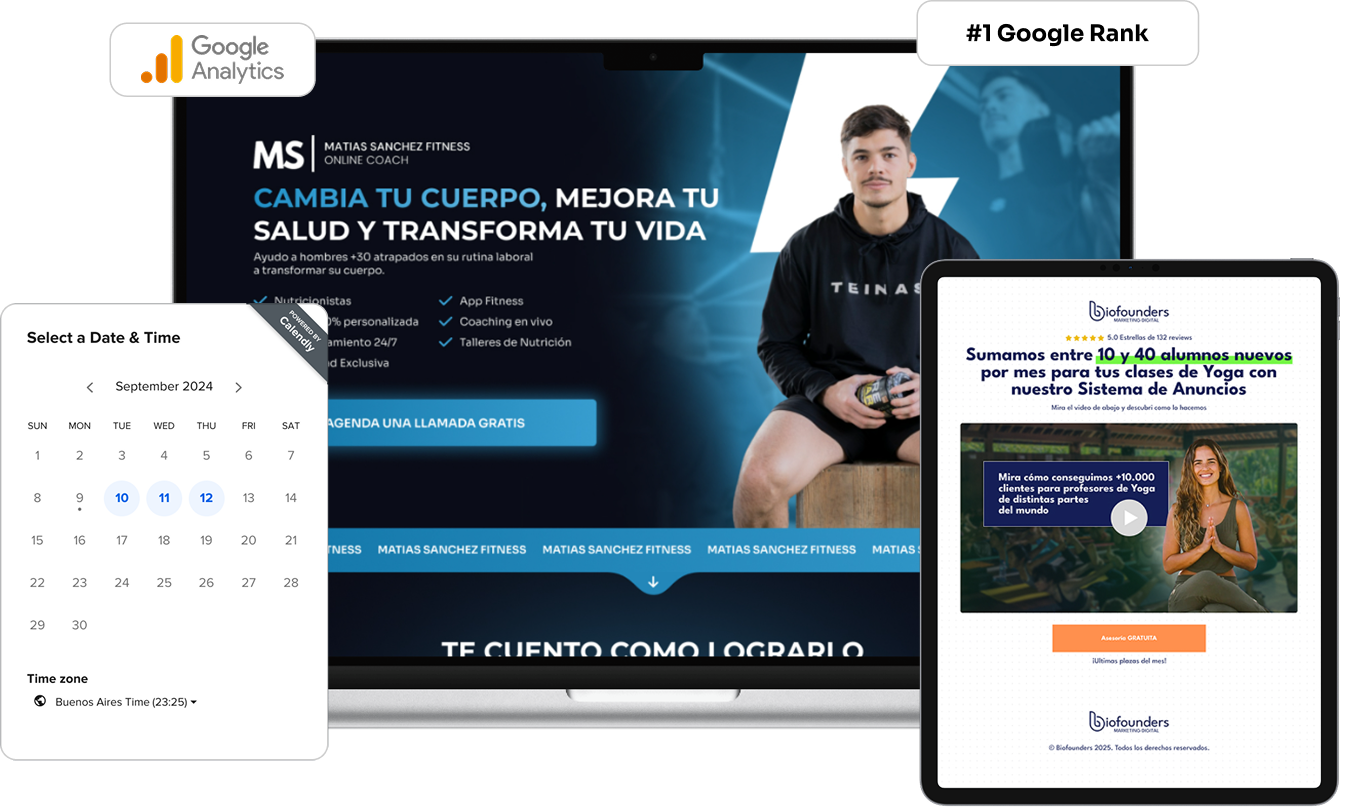 Google
Analytics
#1 Google Rank
MS
MATIAS SANCHEZ FITNESS
ONLINE COACH
CAMBIA TU CUERPO, MEJORA TU
SALUD Y TRANSFORMA TU VIDA
Ayudo a hombres +30 atrapados en su rutina laboral
a transformar su cuerpo.
Nutricionistas
App Fitness
0% personalizada
Coaching en vivo
amiento 24/7
Talleres de Nutrición
d Exclusiva
AGENDA UNA LLAMADA GRATIS
TEINAS
TNESS MATIAS SANCHEZ FITNESS MATIAS SANCHEZ FITNESS MATIAS SANCHEZ FITNESS MATIAS S
TE CUENTO COMO LOGRARLO
POWERED BY
Calendly
Select a Date & Time
September 2024
SUN MON TUE WED THU FRI SAT
1 2 3 4 5 6 7
8 9 10 11 12 13 14
15 16 17 18 19 20 21
22 23 24 25 26 27 28
29 30
Time zone
Buenos Aires Time (23:25)
biofounders
MARKETING DIGITAL
5.0 Estrellas de 132 reviews
Sumamos entre 10 y 40 alumnos nuevos
por mes para tus clases de Yoga con
nuestro Sistema de Anuncios
Mira el video de abajo y descubrí como lo hacemos
Mira cómo conseguimos +10.000
clientes para profesores de Yoga
de distintas partes
del mundo
Asesoría GRATUITA
¡Ultimas plazas del mes!
biofounders
MARKETING DIGITAL
© Biofounders 2025. Todos los derechos reservados.